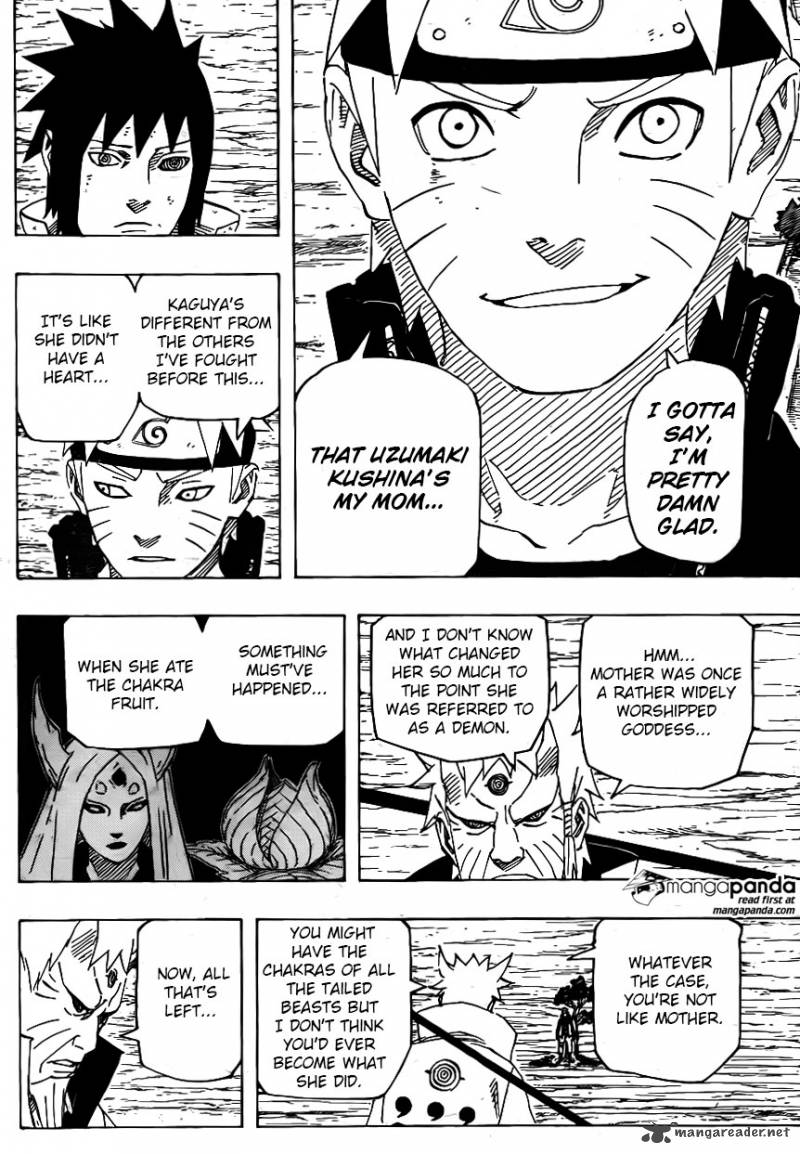 THAT UZUMAKI
KUSHINA'S
MY MOM...
I GOTTA
SAY,
I'M
PRETTY
DAMN
GLAD.
KAGUYA'S
DIFFERENT FROM
THE OTHERS
I'VE FOUGHT
BEFORE THIS...
IT'S LIKE
SHE DIDN'T
HAVE A
HEART...
HMM...
MOTHER WAS ONCE
A RATHER WIDELY
WORSHIPPED
GODDESS...
AND I DON'T KNOW
WHAT CHANGED
HER SO MUCH TO
THE POINT SHE
WAS REFERRED TO
AS A DEMON.
SOMETHING
MUST'VE
HAPPENED...
WHEN SHE ATE
THE CHAKRA
FRUIT.
mangapanda
read first at
mangapanda.com
WHATEVER
THE CASE,
YOU'RE NOT
LIKE MOTHER.
YOU MIGHT
HAVE THE
CHAKRAS OF ALL
THE TAILED
BEASTS BUT
I DON'T THINK
YOU'D EVER
BECOME WHAT
SHE DID.
NOW, ALL
THAT'S
LEFT...
mangareader.net